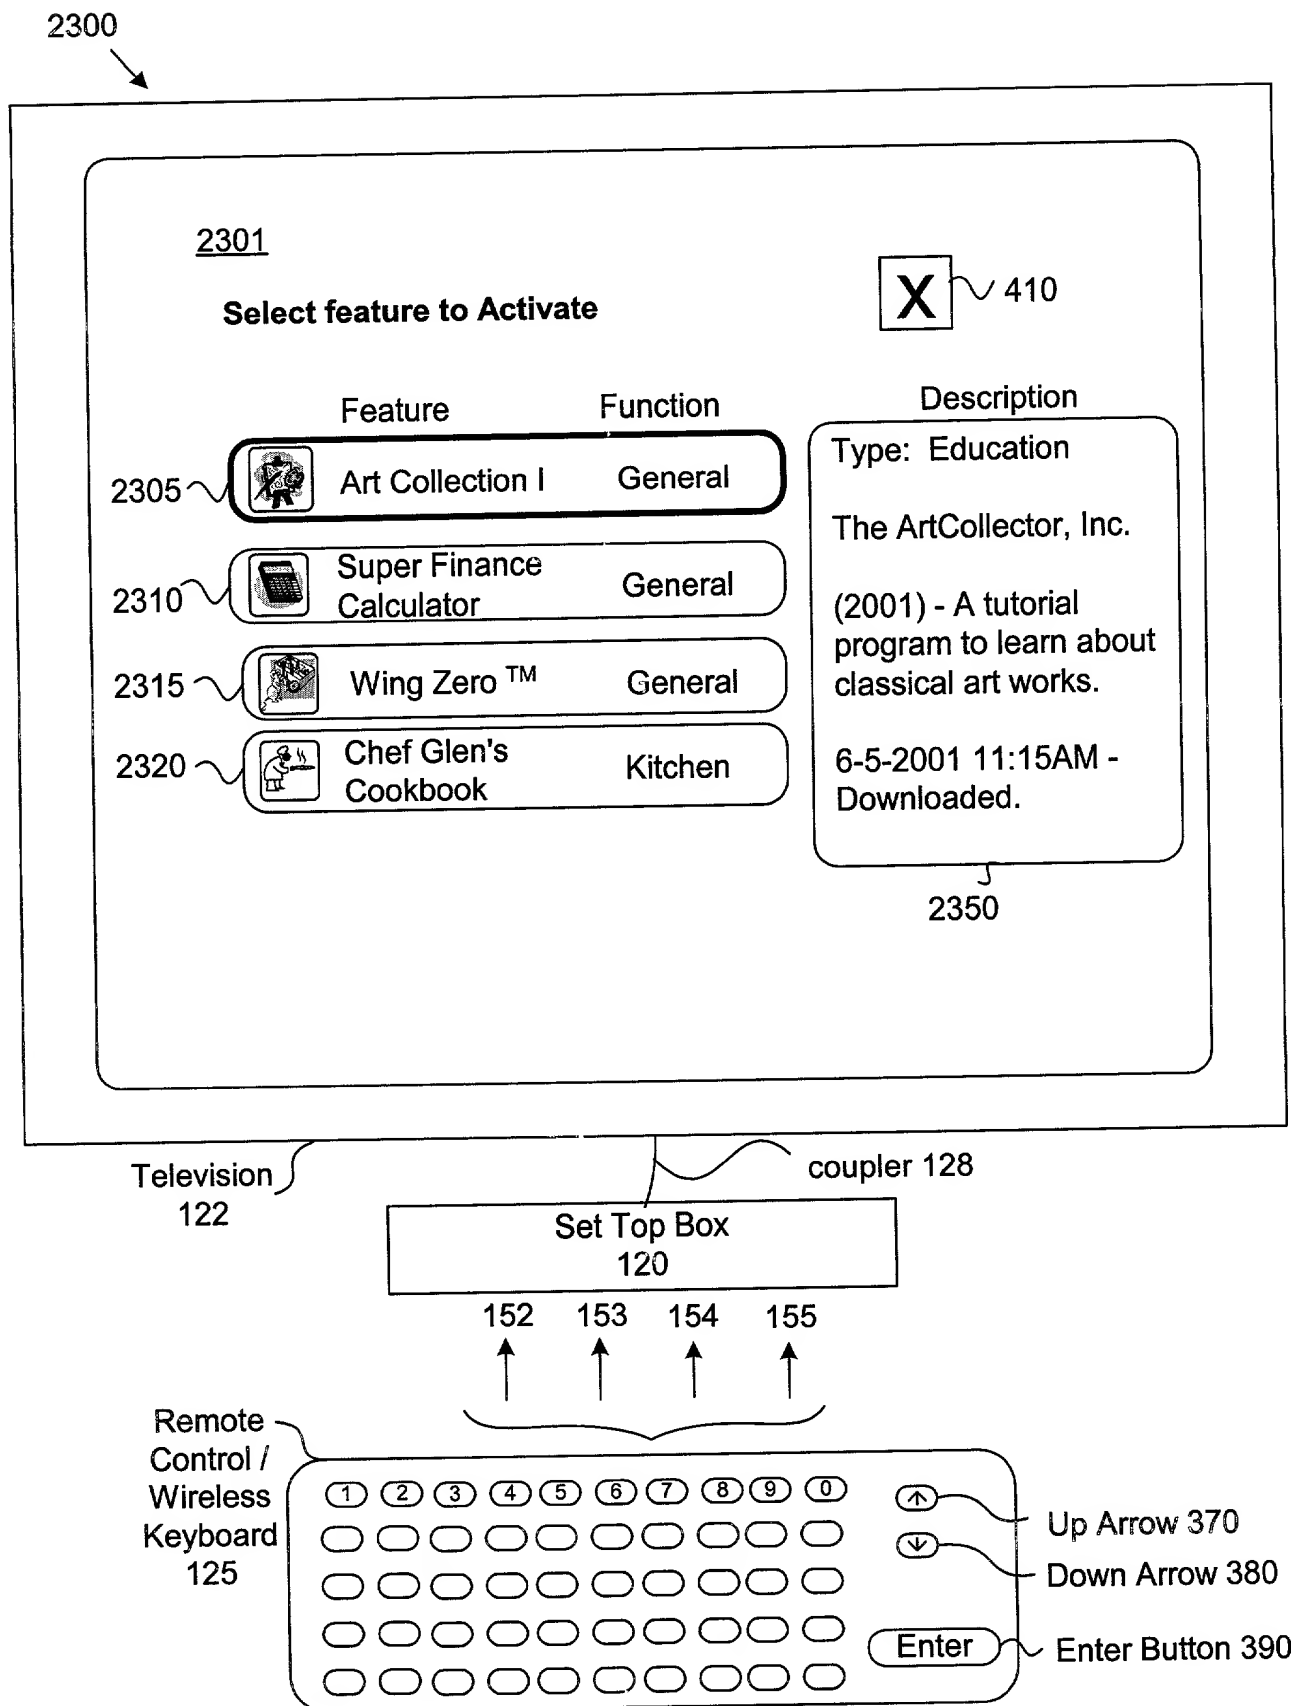 2300
2301
Select feature to Activate
X
410
Feature
Function
Description
2305
Art Collection I
General
2310
Super Finance
Calculator
General
2315
Wing Zero ™
General
2320
Chef Glen's
Cookbook
Kitchen
Type: Education
The ArtCollector, Inc.
(2001) - A tutorial
program to learn about
classical art works.
6-5-2001 11:15AM -
Downloaded.
2350
Television
122
coupler 128
Set Top Box
120
152 153 154 155
Remote
Control /
Wireless
Keyboard
125
1 2 3 4 5 6 7 8 9 0
Up Arrow 370
Down Arrow 380
Enter
Enter Button 390